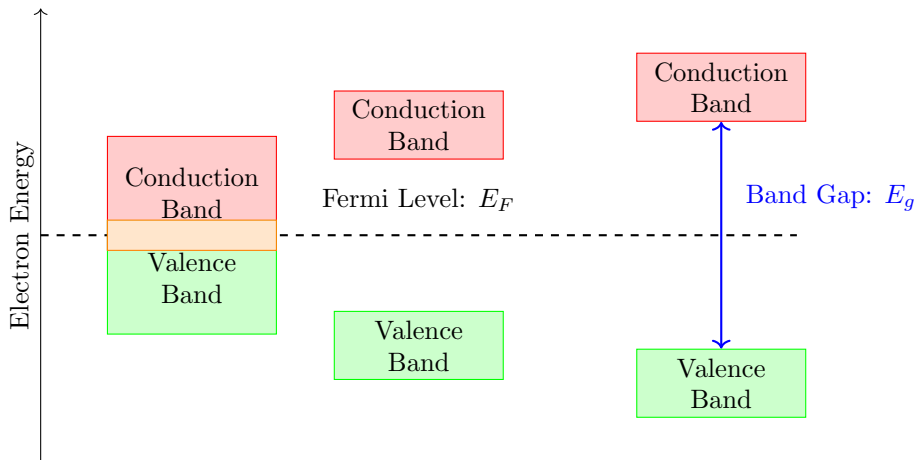 Electron Energy
Conduction
Band
Valence
Band
Conduction
Band
Fermi Level: E_F
Valence
Band
Conduction
Band
Band Gap: E_g
Valence
Band